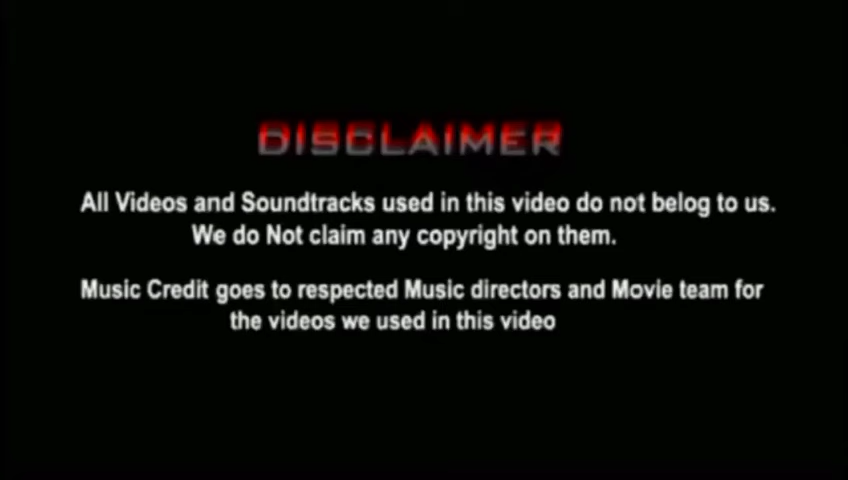 DISCLAIMER
All Videos and Soundtracks used in this video do not belog to us.
We do Not claim any copyright on them.
Music Credit goes to respected Music directors and Movie team for
the videos we used in this video